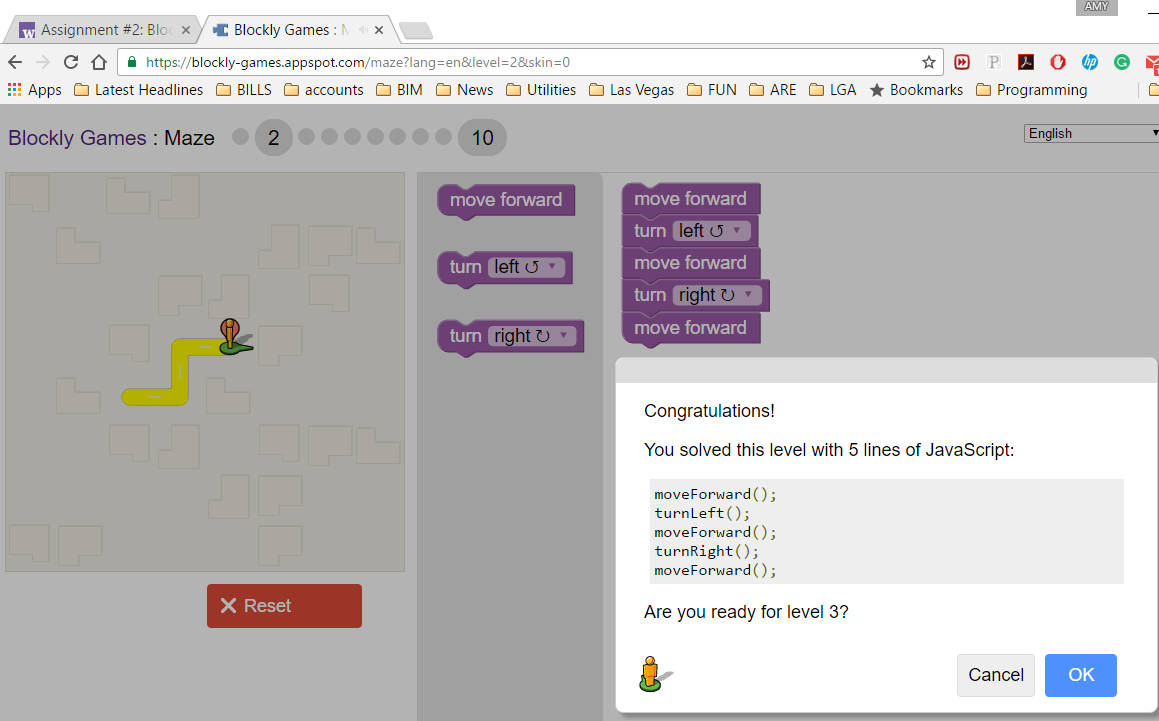 AMY
Assignment #2: Bloc
Blockly Games : M
https://blockly-games.appspot.com/maze?lang=en&level=2&skin=0
Apps Latest Headlines BILLS accounts BIM News Utilities Las Vegas FUN ARE LGA Bookmarks Programming
Blockly Games : Maze 2 10
English
move forward
turn left ↺
turn right ↻
move forward
turn left ↺
move forward
turn right ↻
move forward
Reset
Congratulations!
You solved this level with 5 lines of JavaScript:
moveForward();
turnLeft();
moveForward();
turnRight();
moveForward();
Are you ready for level 3?
Cancel OK